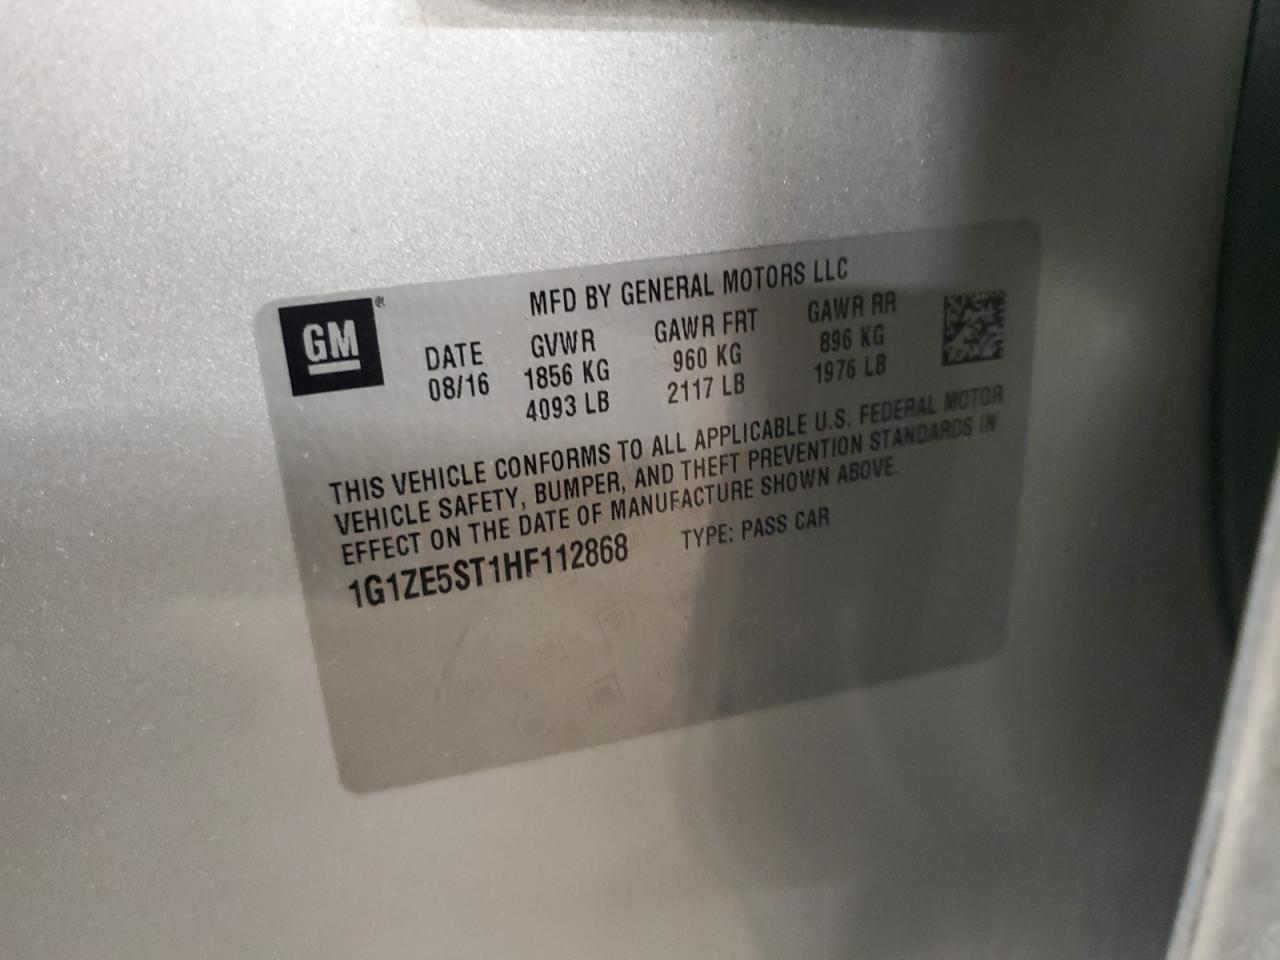 GM®
MFD BY GENERAL MOTORS LLC
DATE GVWR GAWR FRT GAWR RR
08/16 1856 KG 960 KG 896 KG
4093 LB 2117 LB 1976 LB
THIS VEHICLE CONFORMS TO ALL APPLICABLE U.S. FEDERAL MOTOR
VEHICLE SAFETY, BUMPER, AND THEFT PREVENTION STANDARDS IN
EFFECT ON THE DATE OF MANUFACTURE SHOWN ABOVE.
1G1ZE5ST1HF112868 TYPE: PASS CAR